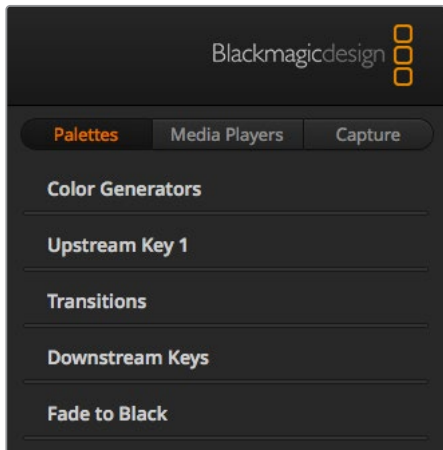 Blackmagicdesign
Palettes Media Players Capture
Color Generators
Upstream Key 1
Transitions
Downstream Keys
Fade to Black